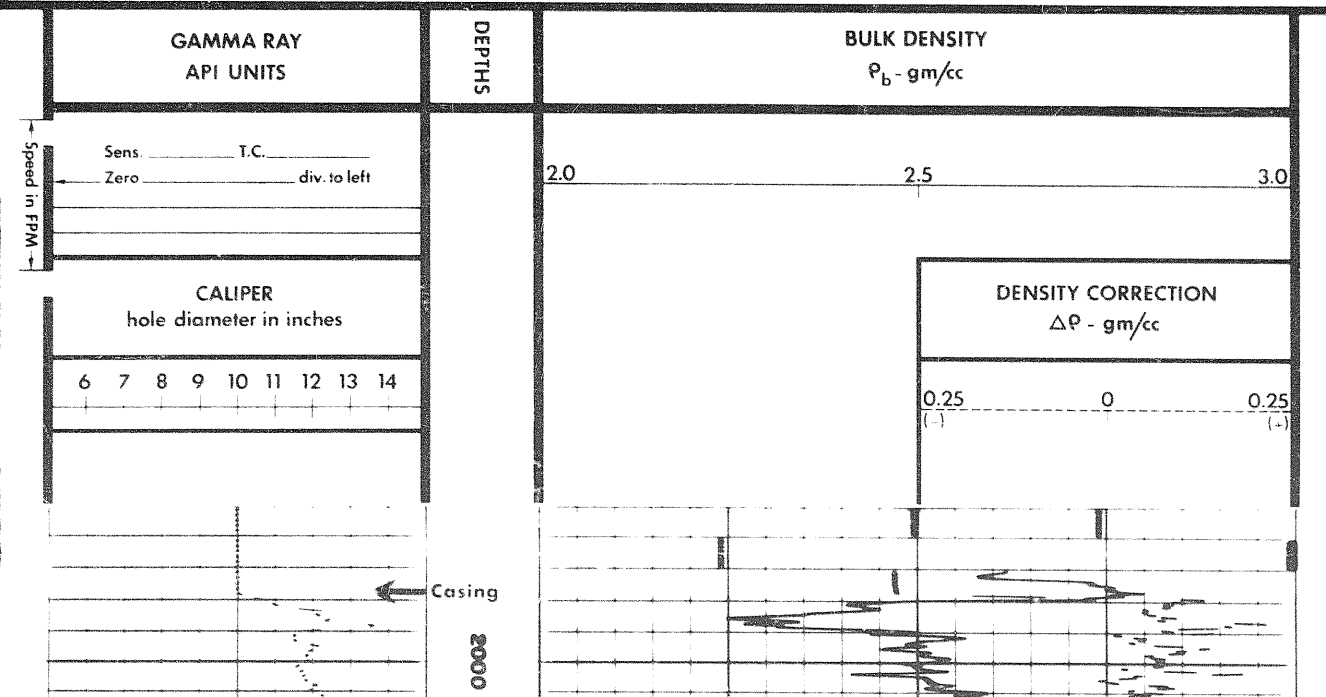 GAMMA RAY
API UNITS
DEPTHS
BULK DENSITY
ρb - gm/cc
Speed in FPM
Sens. T.C.
Zero div. to left
2.0 2.5 3.0
CALIPER
hole diameter in inches
6 7 8 9 10 11 12 13 14
DENSITY CORRECTION
△ρ - gm/cc
0.25 0 0.25
(-) (+)
Casing
2000